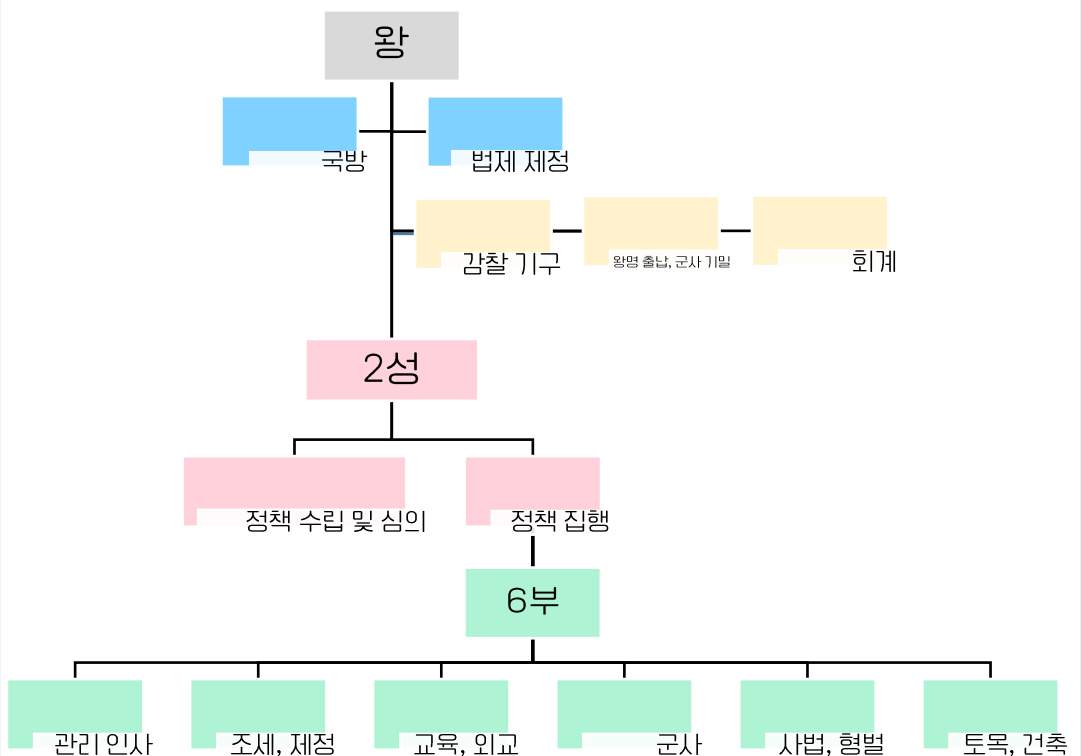 왕
국방
법제 제정
감찰 기구
왕명 출납, 군사 기밀
회계
2성
정책 수립 및 심의
정책 집행
6부
관리 인사
조세, 재정
교육, 외교
군사
사법, 형벌
토목, 건축